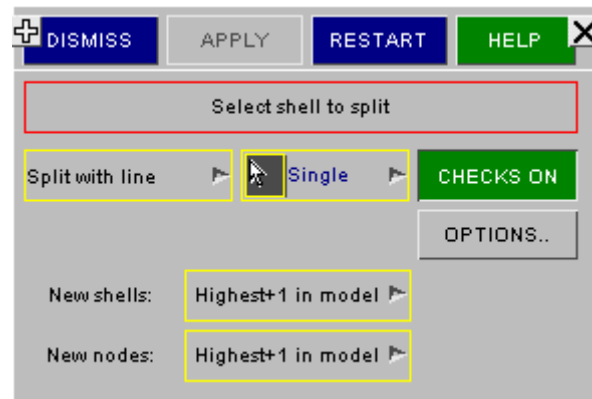 DISMISS APPLY RESTART HELP
Select shell to split
Split with line Single CHECKS ON
OPTIONS..
New shells: Highest+1 in model
New nodes: Highest+1 in model